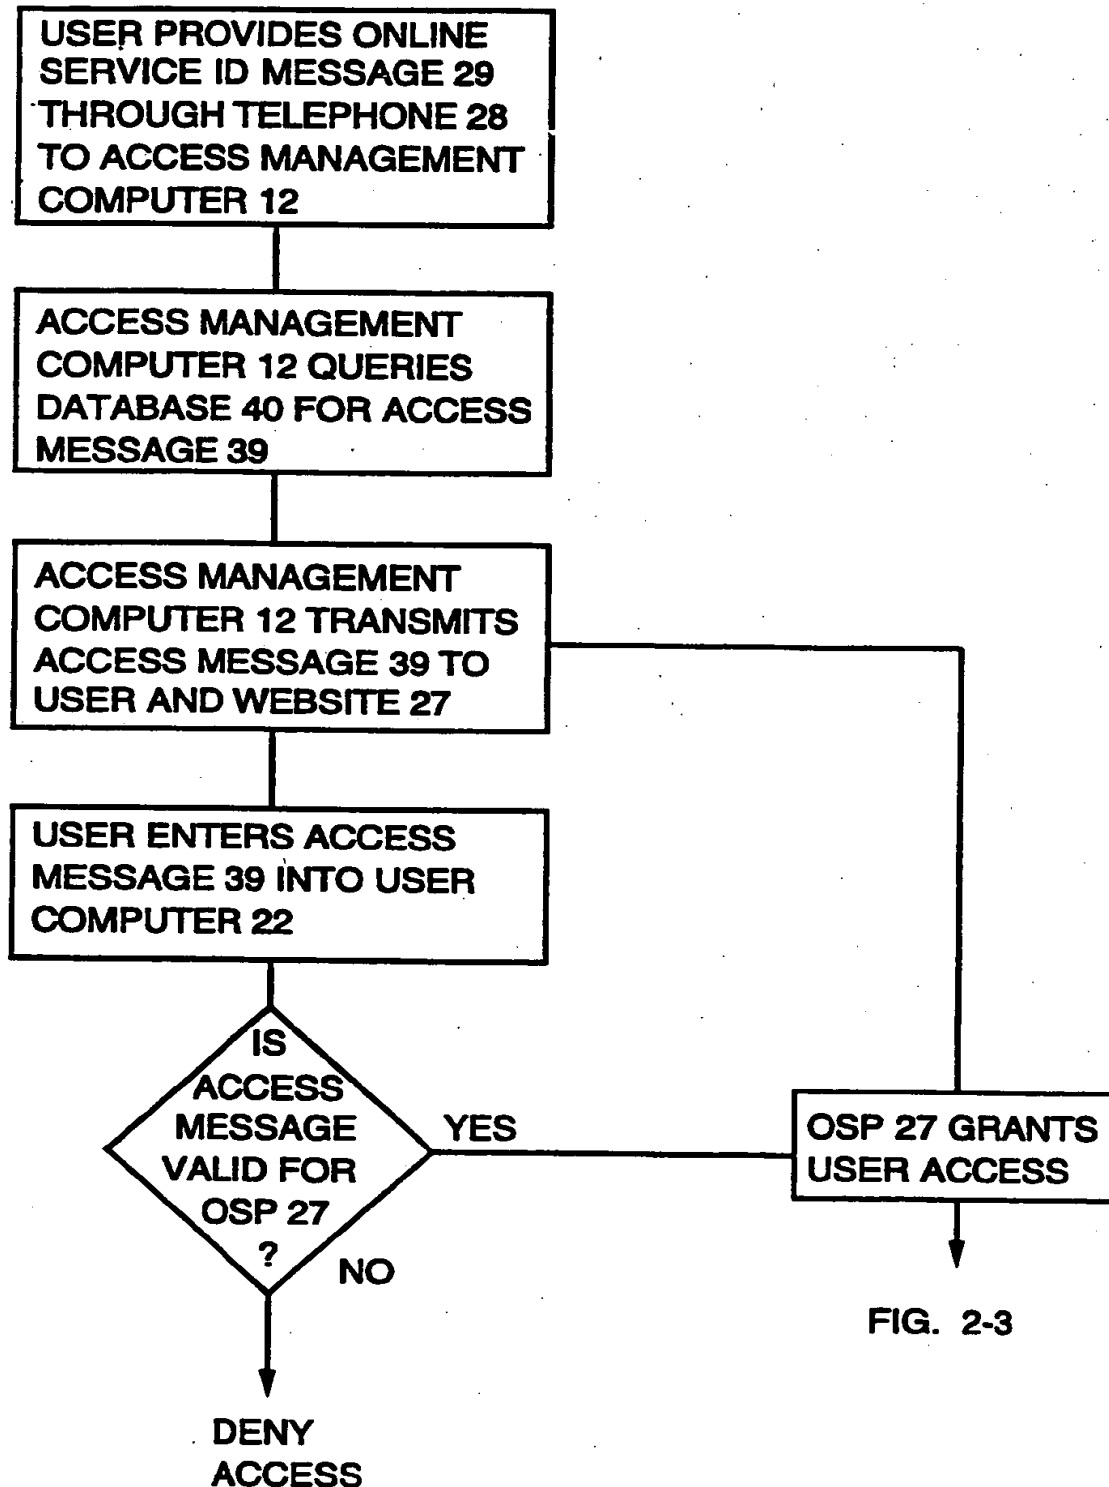 USER PROVIDES ONLINE
SERVICE ID MESSAGE 29
THROUGH TELEPHONE 28
TO ACCESS MANAGEMENT
COMPUTER 12
ACCESS MANAGEMENT
COMPUTER 12 QUERIES
DATABASE 40 FOR ACCESS
MESSAGE 39
ACCESS MANAGEMENT
COMPUTER 12 TRANSMITS
ACCESS MESSAGE 39 TO
USER AND WEBSITE 27
USER ENTERS ACCESS
MESSAGE 39 INTO USER
COMPUTER 22
IS
ACCESS
MESSAGE
VALID FOR
OSP 27
?
YES
NO
OSP 27 GRANTS
USER ACCESS
FIG. 2-3
DENY
ACCESS